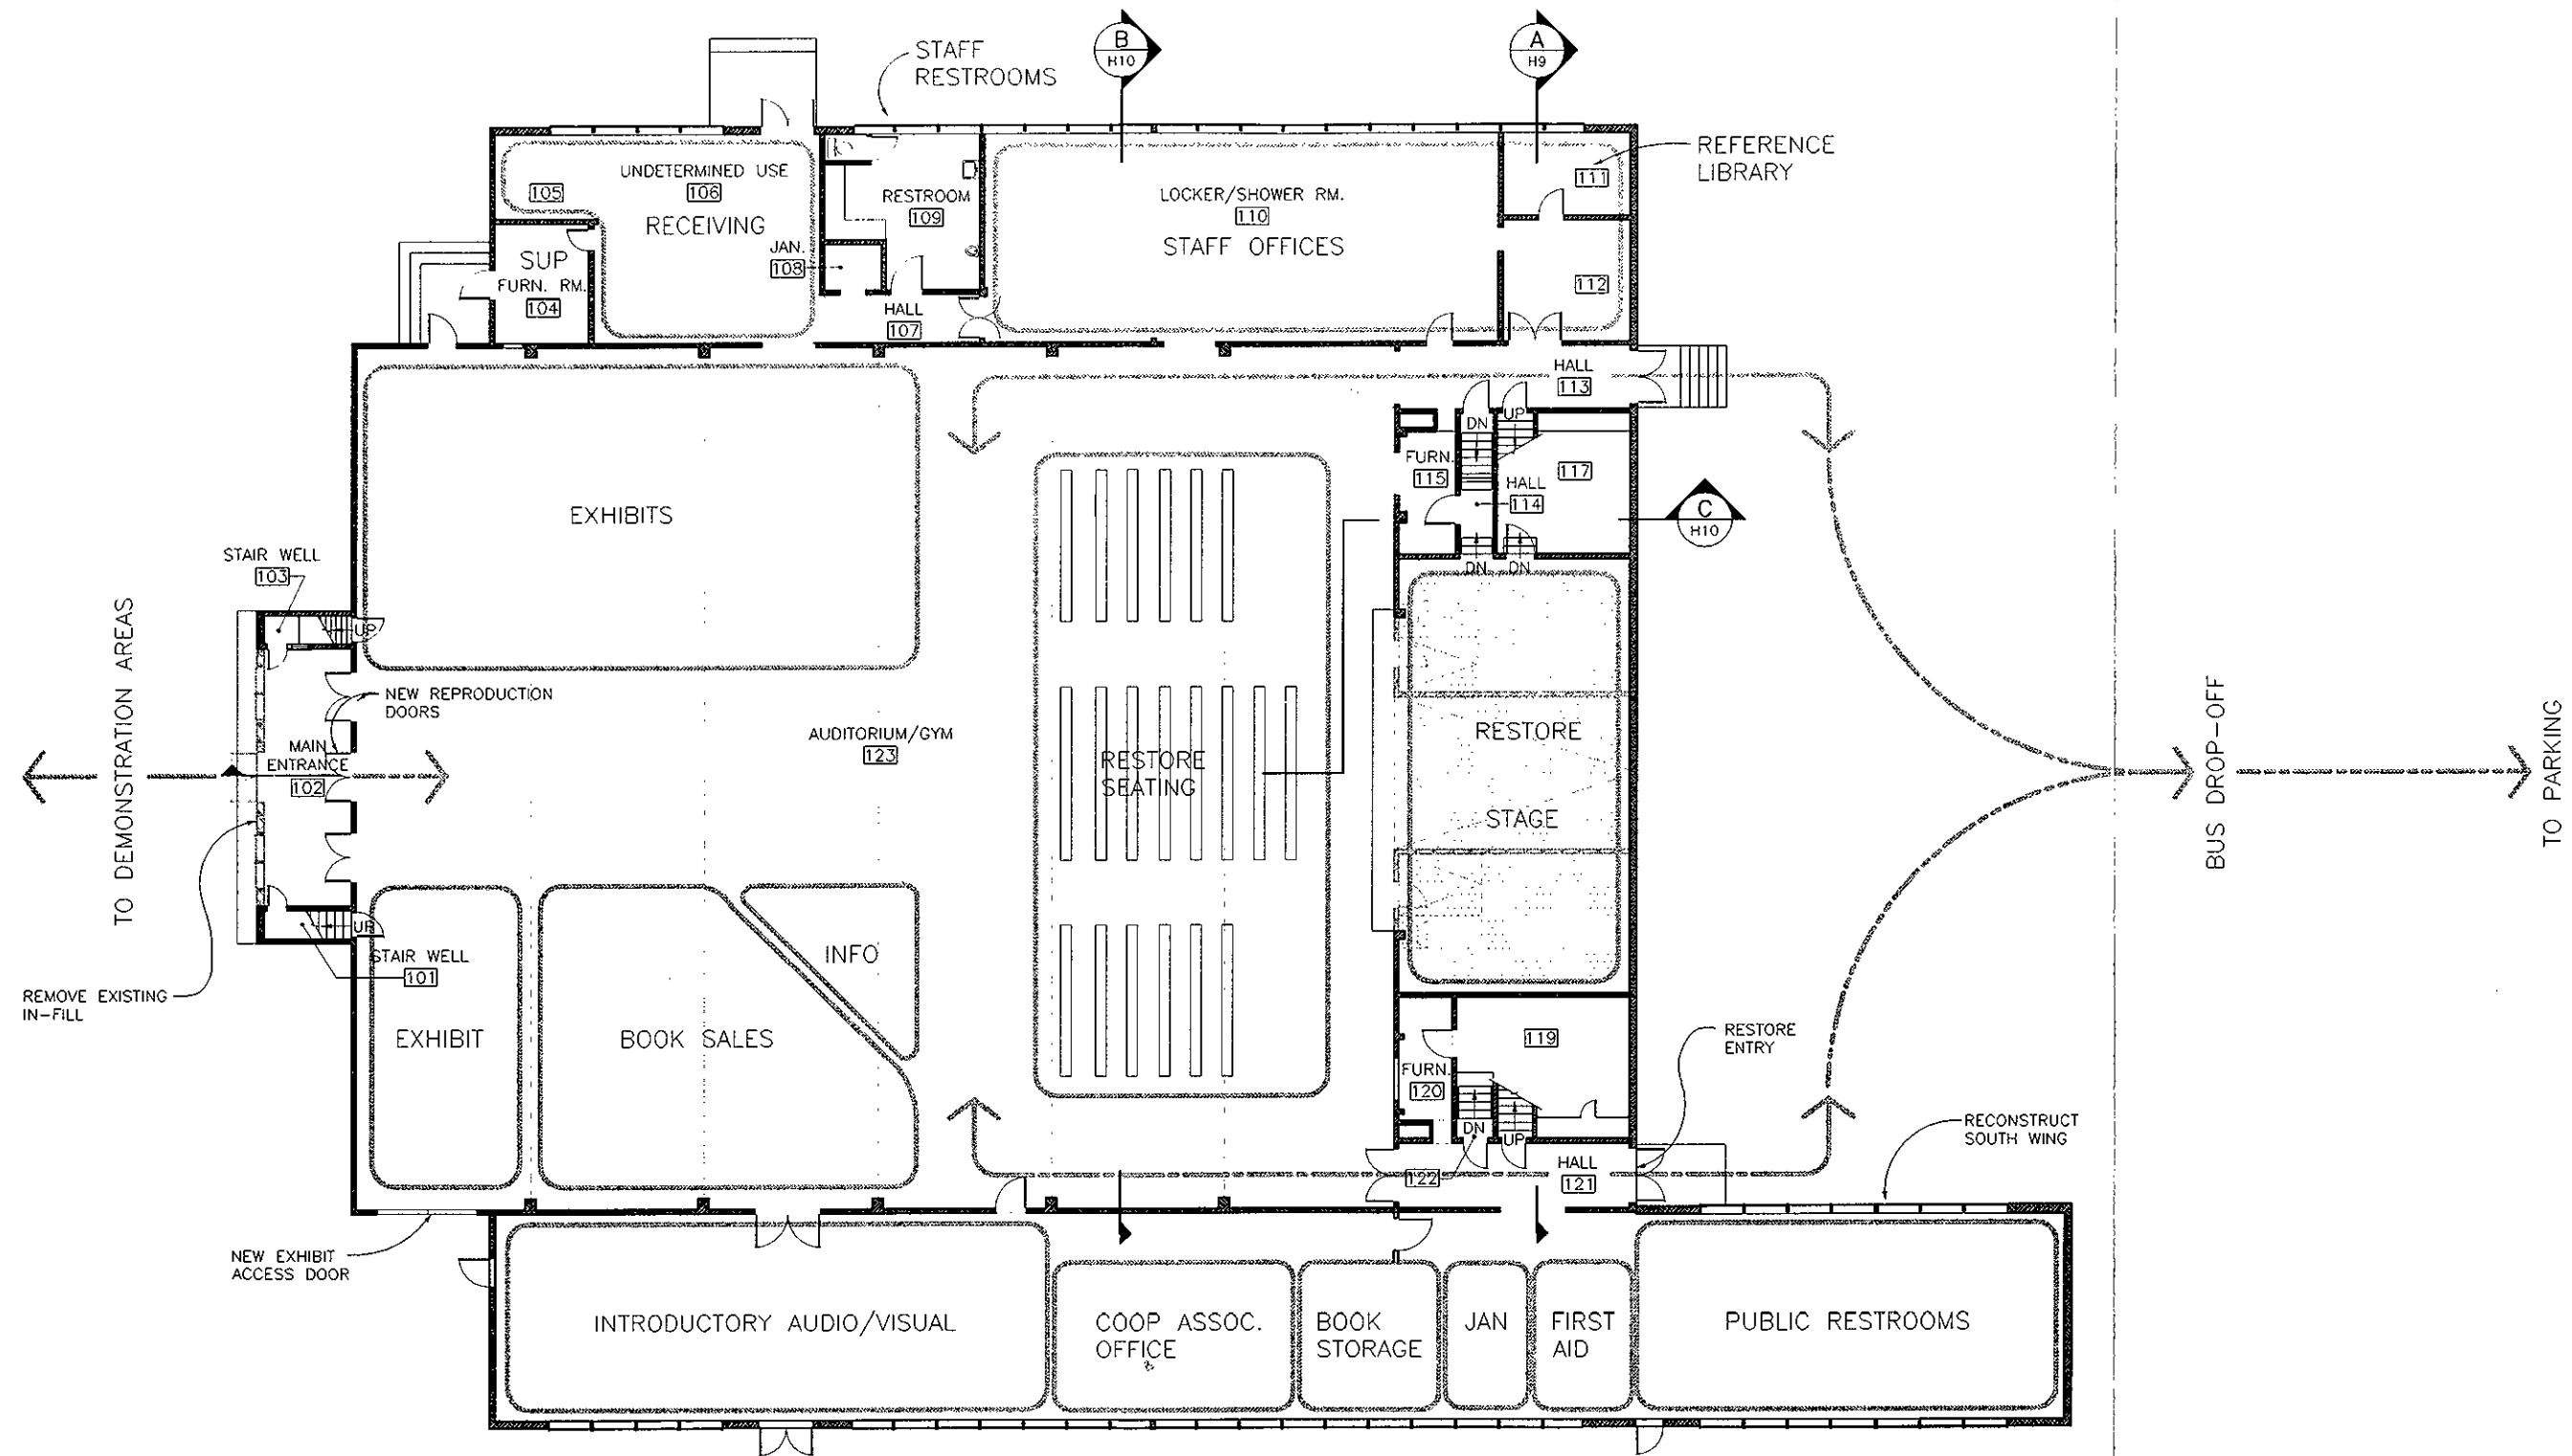 STAFF
RESTROOMS
B
H10
A
H9
REFERENCE
LIBRARY
UNDETERMINED USE
106
105
RECEIVING
RESTROOM
109
LOCKER/SHOWER RM.
110
STAFF OFFICES
111
112
JAN.
108
SUP
FURN. RM.
104
HALL
107
HALL
113
DN
UP
FURN.
115
HALL
114
117
C
H10
DN
DN
EXHIBITS
STAIR WELL
103
UP
TO DEMONSTRATION AREAS
NEW REPRODUCTION
DOORS
MAIN
ENTRANCE
102
AUDITORIUM/GYM
123
RESTORE
SEATING
RESTORE
STAGE
BUS DROP-OFF
TO PARKING
UP
STAIR WELL
101
REMOVE EXISTING
IN-FILL
EXHIBIT
BOOK SALES
INFO
119
FURN.
120
DN
UP
RESTORE
ENTRY
122
HALL
121
RECONSTRUCT
SOUTH WING
NEW EXHIBIT
ACCESS DOOR
INTRODUCTORY AUDIO/VISUAL
COOP ASSOC.
OFFICE
BOOK
STORAGE
JAN
FIRST
AID
PUBLIC RESTROOMS